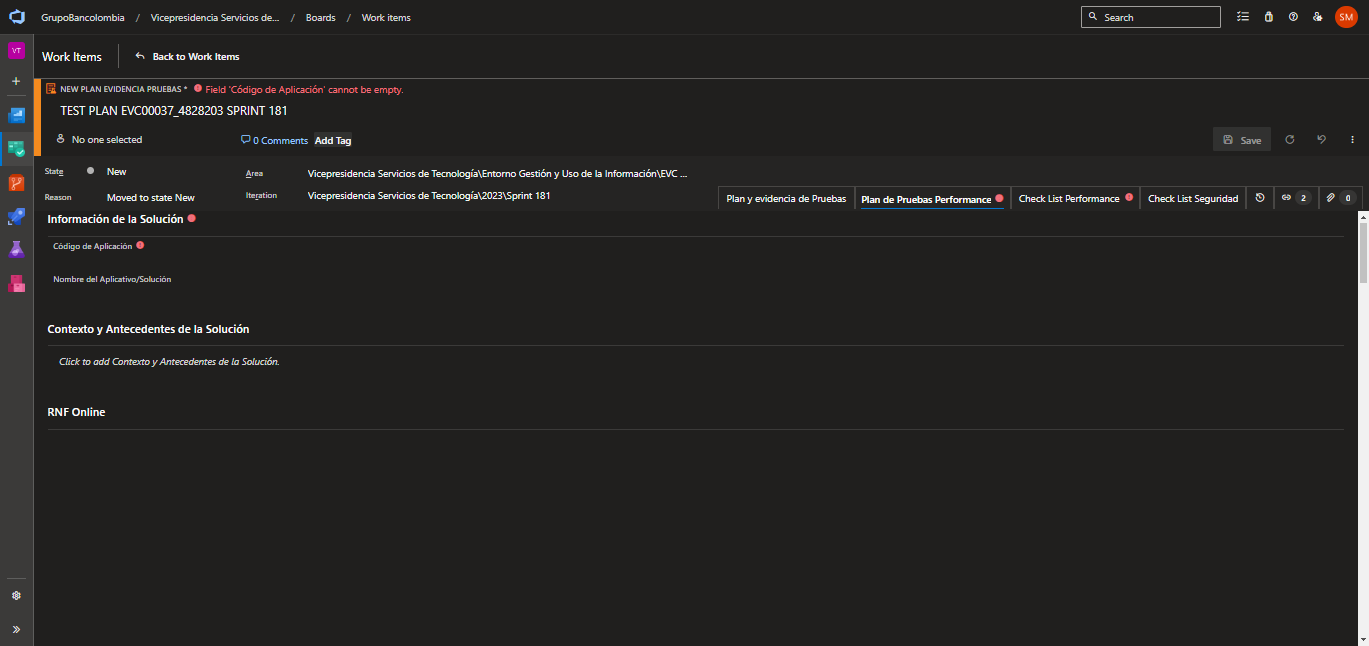 GrupoBancolombia / Vicepresidencia Servicios de... / Boards / Work items
Search
SM
VT
Work Items
Back to Work Items
NEW PLAN EVIDENCIA PRUEBAS * Field 'Código de Aplicación' cannot be empty.
TEST PLAN EVC00037_4828203 SPRINT 181
No one selected
0 Comments
Add Tag
Save
State New
Area Vicepresidencia Servicios de Tecnología\Entorno Gestión y Uso de la Información\EVC ...
Reason Moved to state New
Iteration Vicepresidencia Servicios de Tecnología\2023\Sprint 181
Plan y evidencia de Pruebas
Plan de Pruebas Performance
Check List Performance
Check List Seguridad
2
0
Información de la Solución
Código de Aplicación
Nombre del Aplicativo/Solución
Contexto y Antecedentes de la Solución
Click to add Contexto y Antecedentes de la Solución.
RNF Online